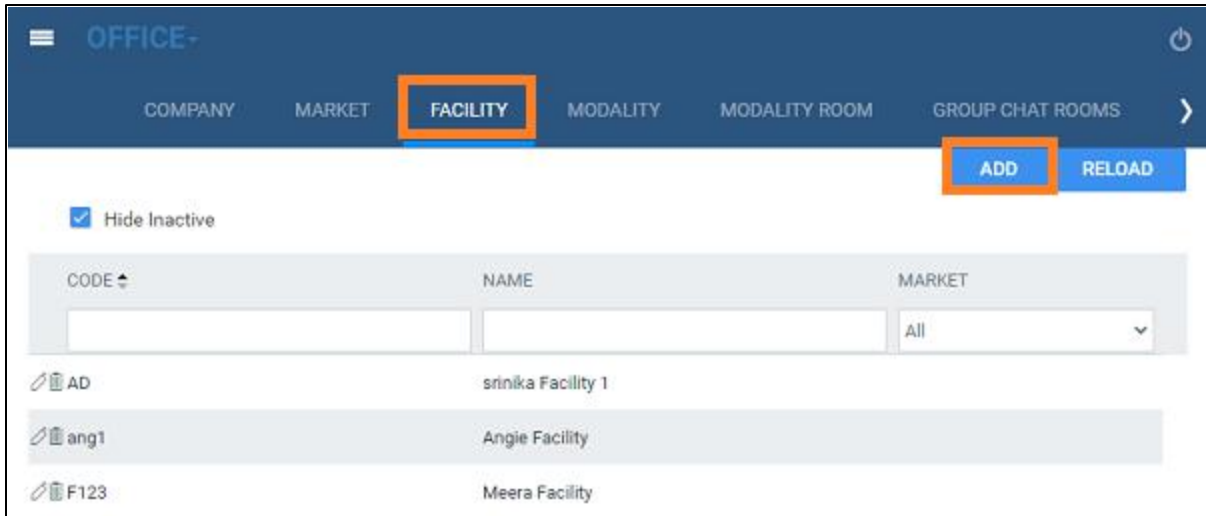 OFFICE
COMPANY MARKET FACILITY MODALITY MODALITY ROOM GROUP CHAT ROOMS
ADD RELOAD
Hide Inactive
CODE NAME MARKET
All
AD srinika Facility 1
ang1 Angie Facility
F123 Meera Facility